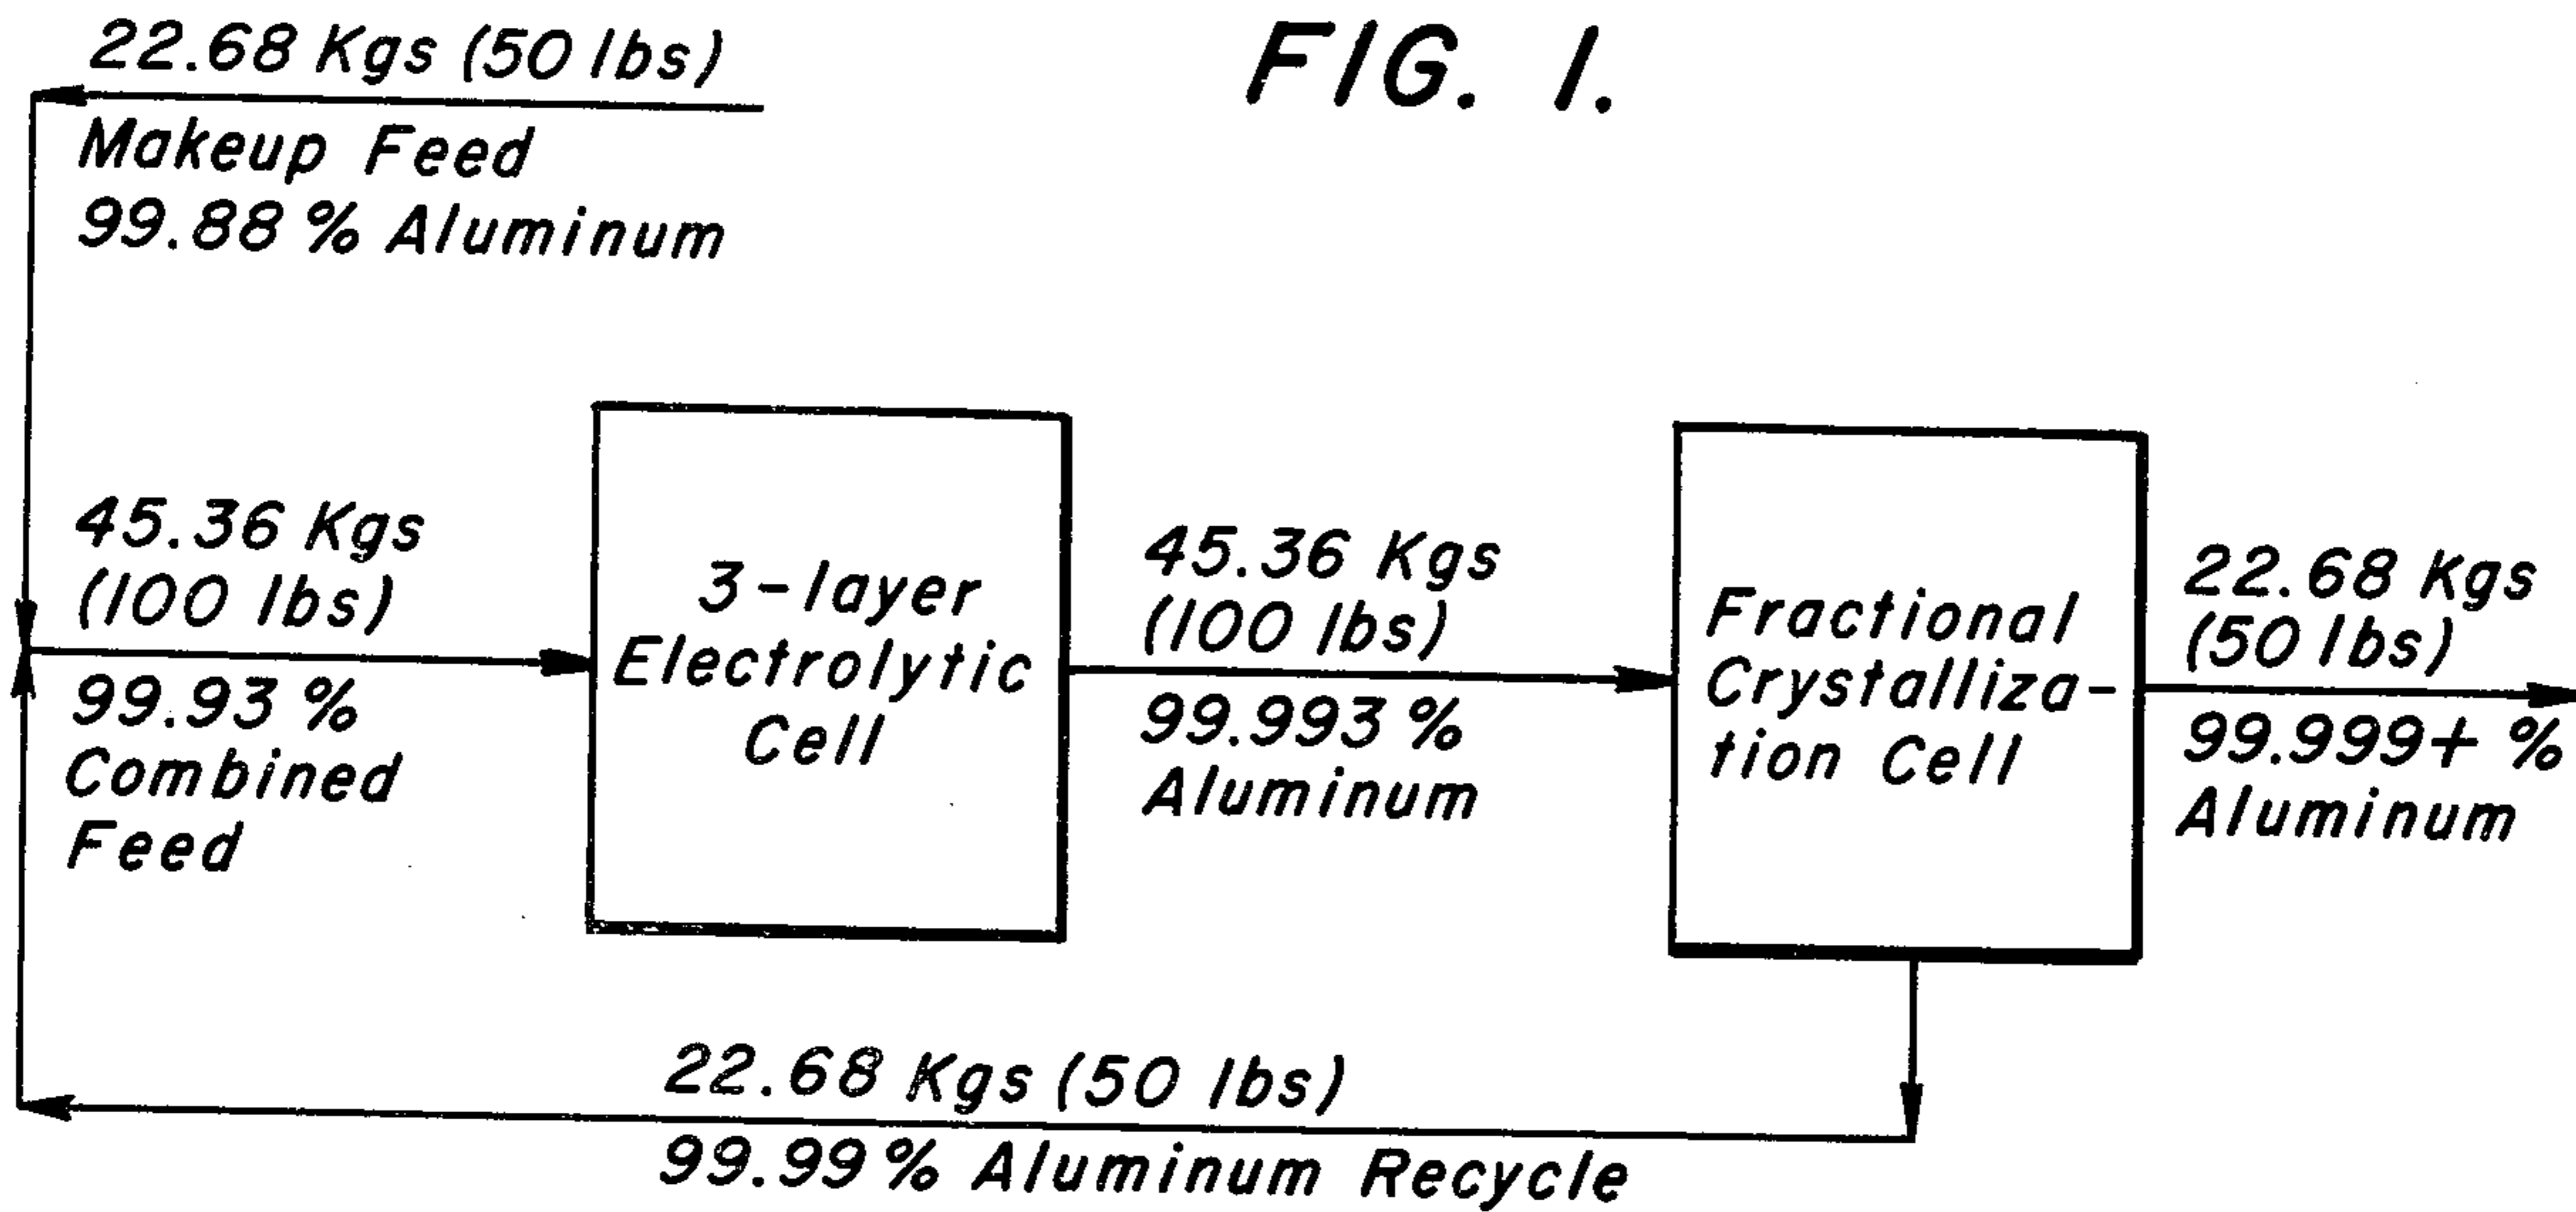 FIG. 1.
22.68 Kgs (50 lbs)
Makeup Feed
99.88 % Aluminum
45.36 Kgs
(100 lbs)
99.93 %
Combined
Feed
3-layer
Electrolytic
Cell
45.36 Kgs
(100 lbs)
99.993 %
Aluminum
Fractional
Crystalliza-
tion Cell
22.68 Kgs
(50 lbs)
99.999+ %
Aluminum
22.68 Kgs (50 lbs)
99.99 % Aluminum Recycle